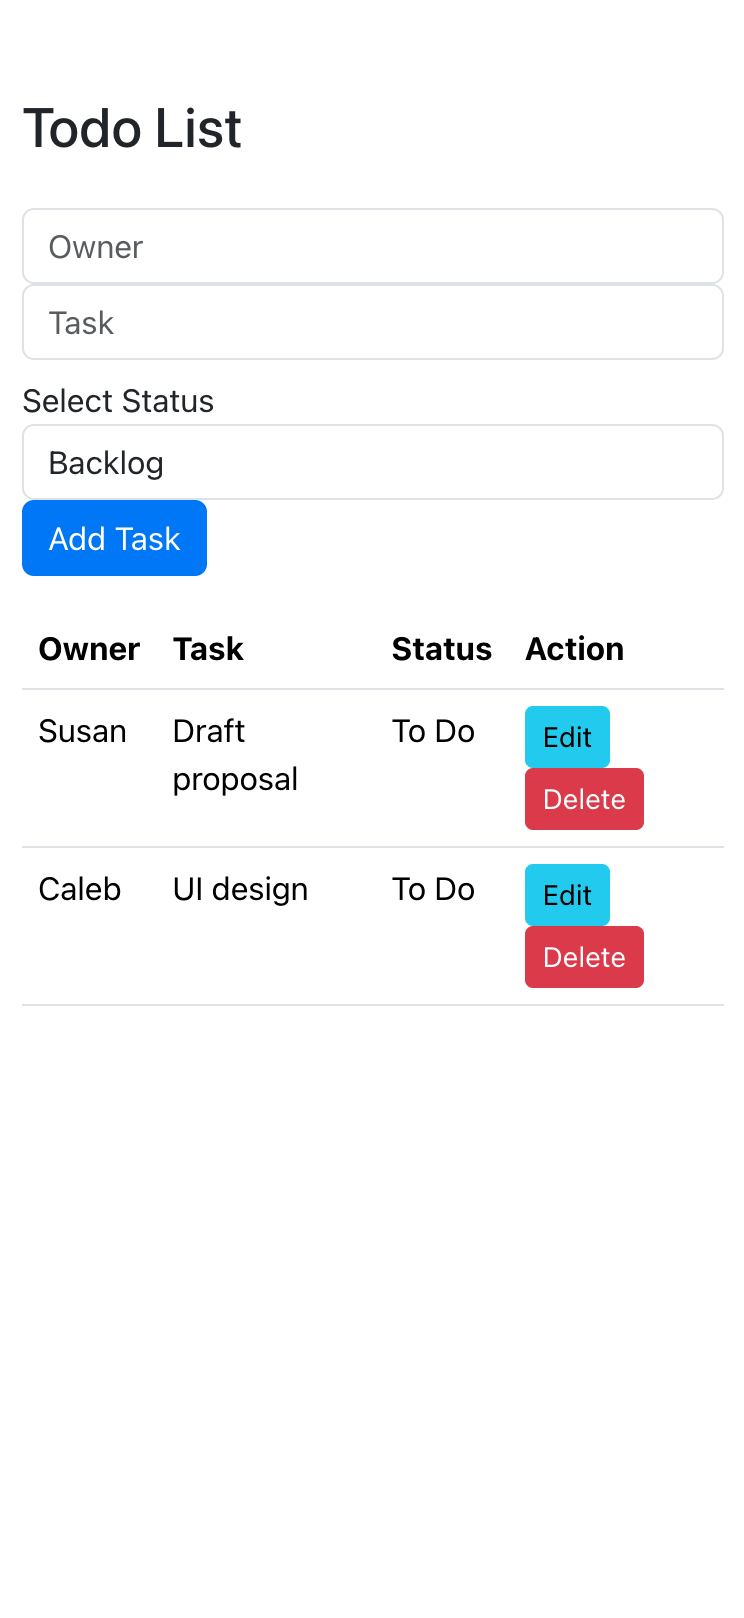 Todo List
Owner
Task
Select Status
Backlog
Add Task
Owner Task Status Action
Susan Draft proposal To Do Edit
Delete
Caleb UI design To Do Edit
Delete